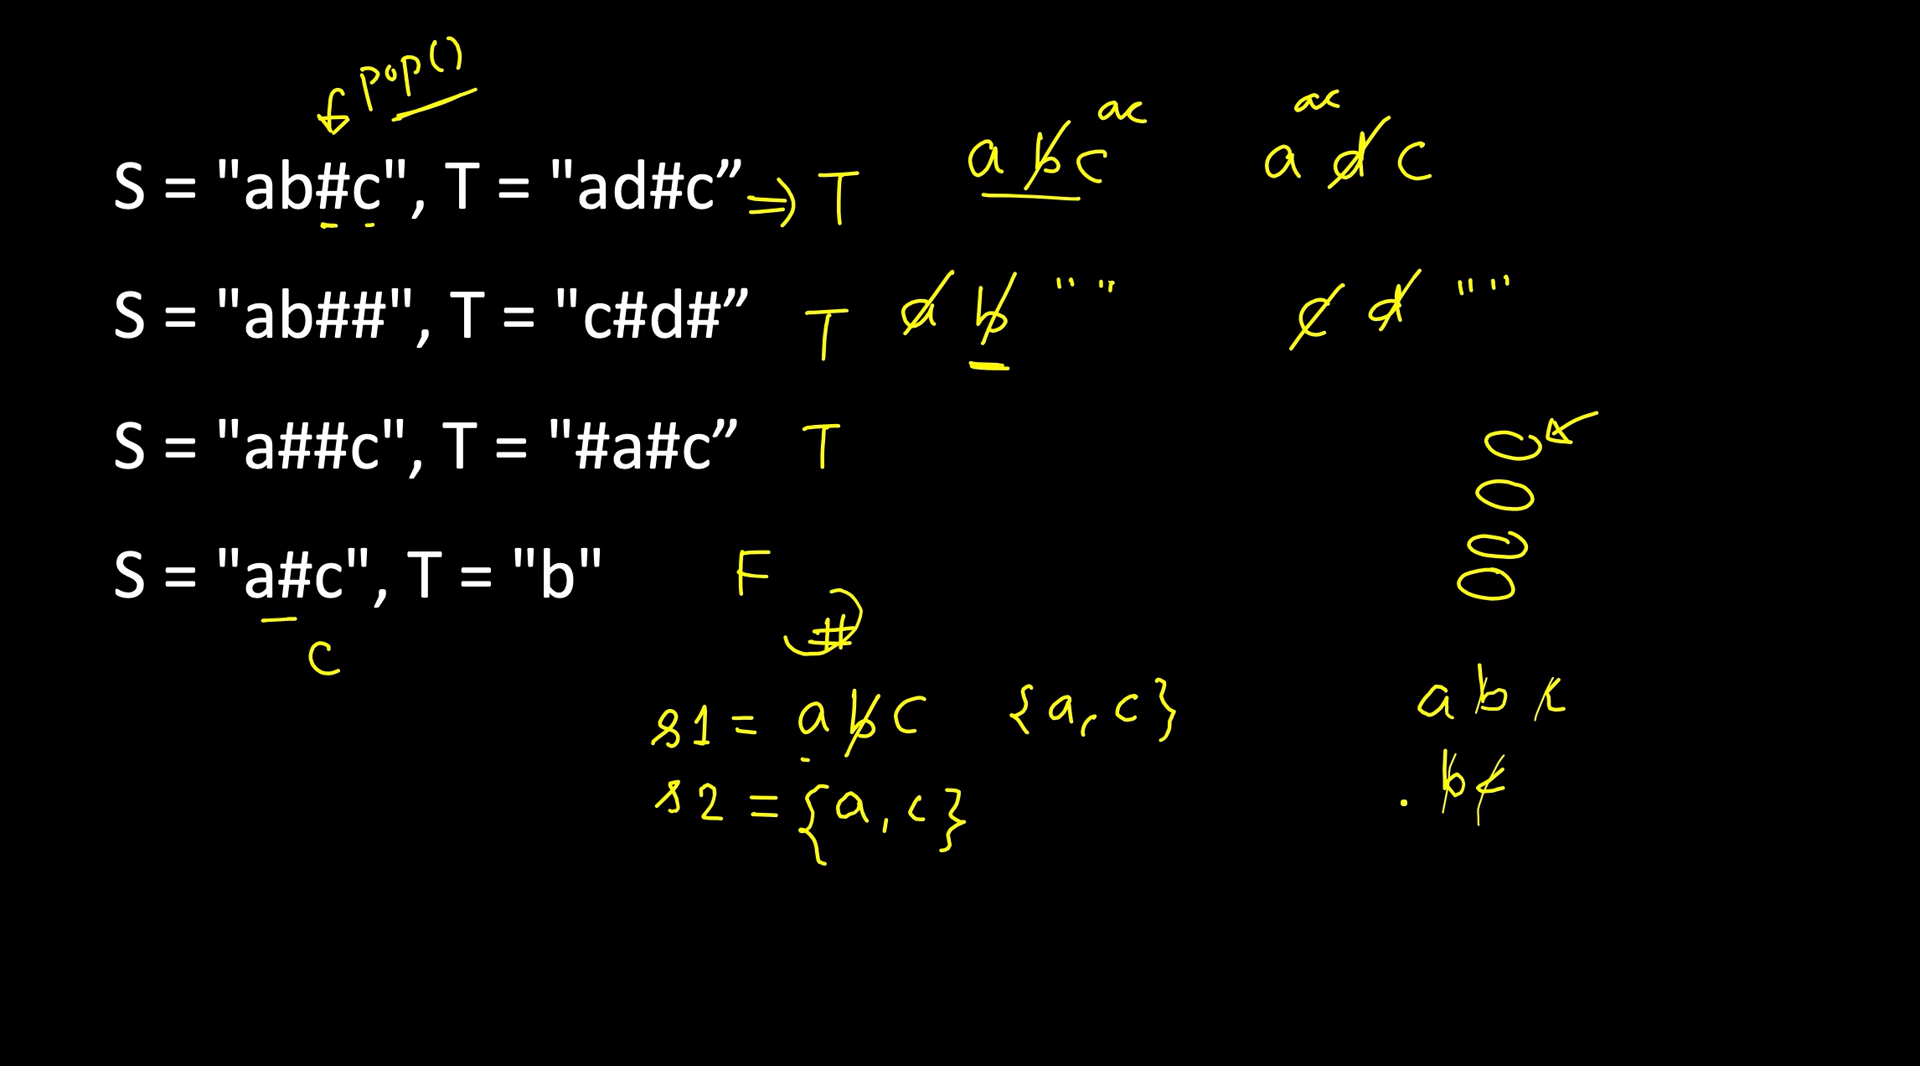 pop()
S = "ab#c", T = "ad#c” ⇒ T a b c ac a d c ac
S = "ab##", T = "c#d#” T a b " " c d " "
S = "a##c", T = "#a#c” T
S = "a#c", T = "b" F
c
#
s1 = a b c {a, c} a b c
s2 = {a, c} . b c